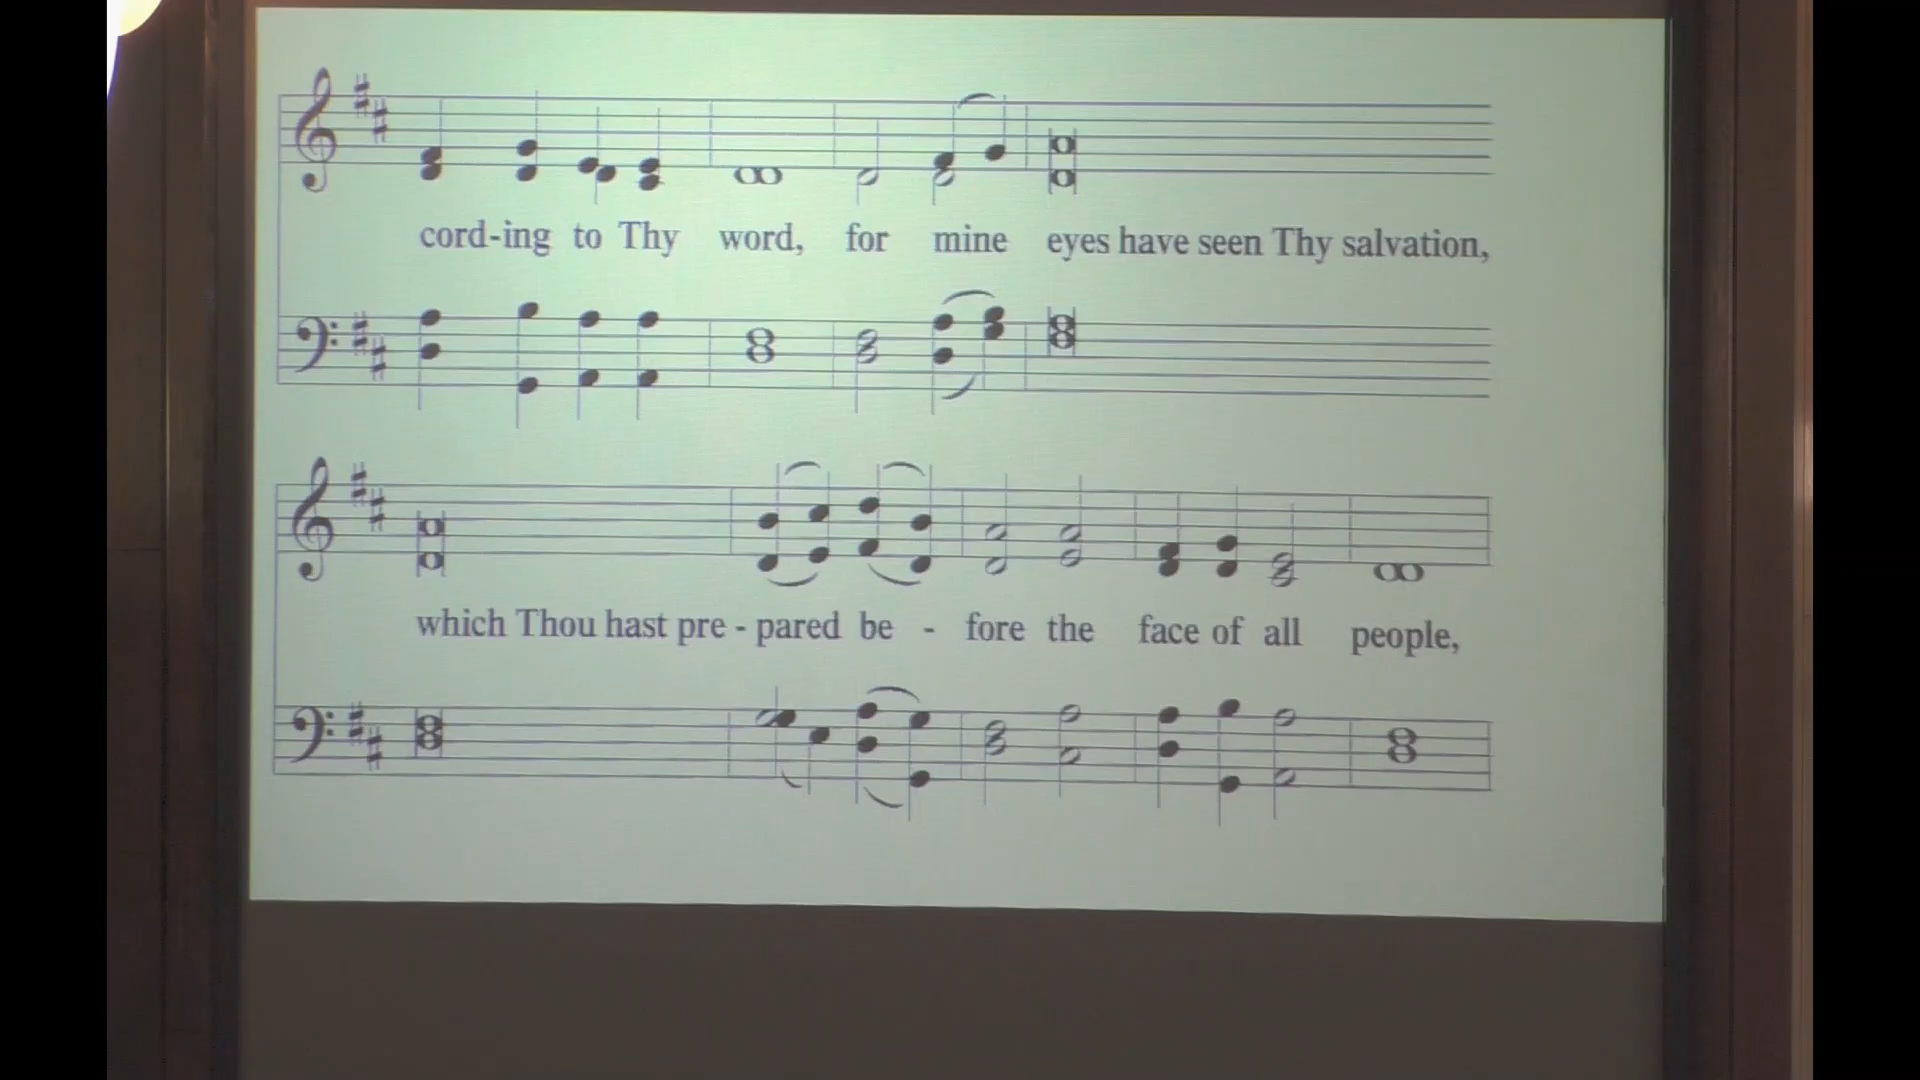 cord-ing to Thy word, for mine eyes have seen Thy salvation,
which Thou hast pre - pared be - fore the face of all people,